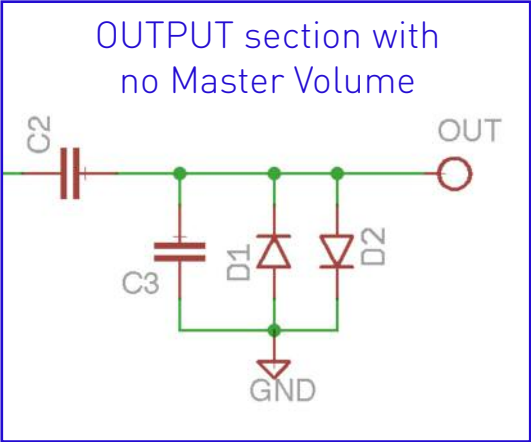 OUTPUT section with
no Master Volume
C2
OUT
D1
D2
C3
GND